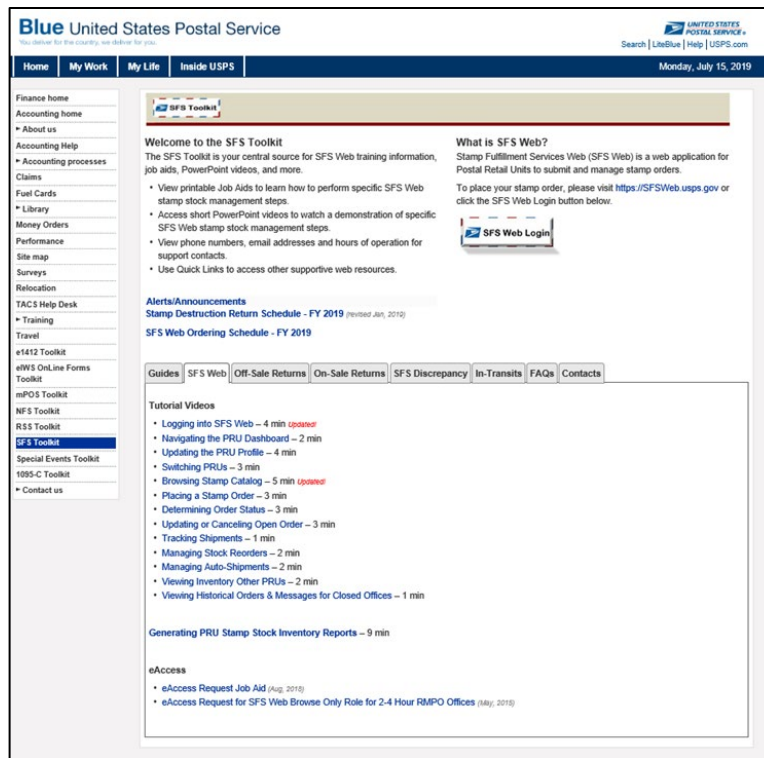 Blue United States Postal Service
You deliver for the country, we deliver for you.
UNITED STATES
POSTAL SERVICE
Search | LiteBlue | Help | USPS.com
Home
My Work
My Life
Inside USPS
Monday, July 15, 2019
Finance home
Accounting home
About us
Accounting Help
Accounting processes
Claims
Fuel Cards
Library
Money Orders
Performance
Site map
Surveys
Relocation
TACS Help Desk
Training
Travel
e1412 Toolkit
eIWS OnLine Forms
Toolkit
mPOS Toolkit
NFS Toolkit
RSS Toolkit
SFS Toolkit
Special Events Toolkit
1095-C Toolkit
Contact us
SFS Toolkit
Welcome to the SFS Toolkit
The SFS Toolkit is your central source for SFS Web training information,
job aids, PowerPoint videos, and more.
• View printable Job Aids to learn how to perform specific SFS Web
stamp stock management steps.
• Access short PowerPoint videos to watch a demonstration of specific
SFS Web stamp stock management steps.
• View phone numbers, email addresses and hours of operation for
support contacts.
• Use Quick Links to access other supportive web resources.
What is SFS Web?
Stamp Fulfillment Services Web (SFS Web) is a web application for
Postal Retail Units to submit and manage stamp orders.
To place your stamp order, please visit https://SFSWeb.usps.gov or
click the SFS Web Login button below.
SFS Web Login
Alerts/Announcements
Stamp Destruction Return Schedule - FY 2019 (revised Jan, 2019)
SFS Web Ordering Schedule - FY 2019
Guides
SFS Web
Off-Sale Returns
On-Sale Returns
SFS Discrepancy
In-Transits
FAQs
Contacts
Tutorial Videos
• Logging into SFS Web – 4 min Updated!
• Navigating the PRU Dashboard – 2 min
• Updating the PRU Profile – 4 min
• Switching PRUs – 3 min
• Browsing Stamp Catalog – 5 min Updated!
• Placing a Stamp Order – 3 min
• Determining Order Status – 3 min
• Updating or Canceling Open Order – 3 min
• Tracking Shipments – 1 min
• Managing Stock Reorders – 2 min
• Managing Auto-Shipments – 2 min
• Viewing Inventory Other PRUs – 2 min
• Viewing Historical Orders & Messages for Closed Offices – 1 min
Generating PRU Stamp Stock Inventory Reports – 9 min
eAccess
• eAccess Request Job Aid (Aug, 2018)
• eAccess Request for SFS Web Browse Only Role for 2-4 Hour RMPO Offices (May, 2018)